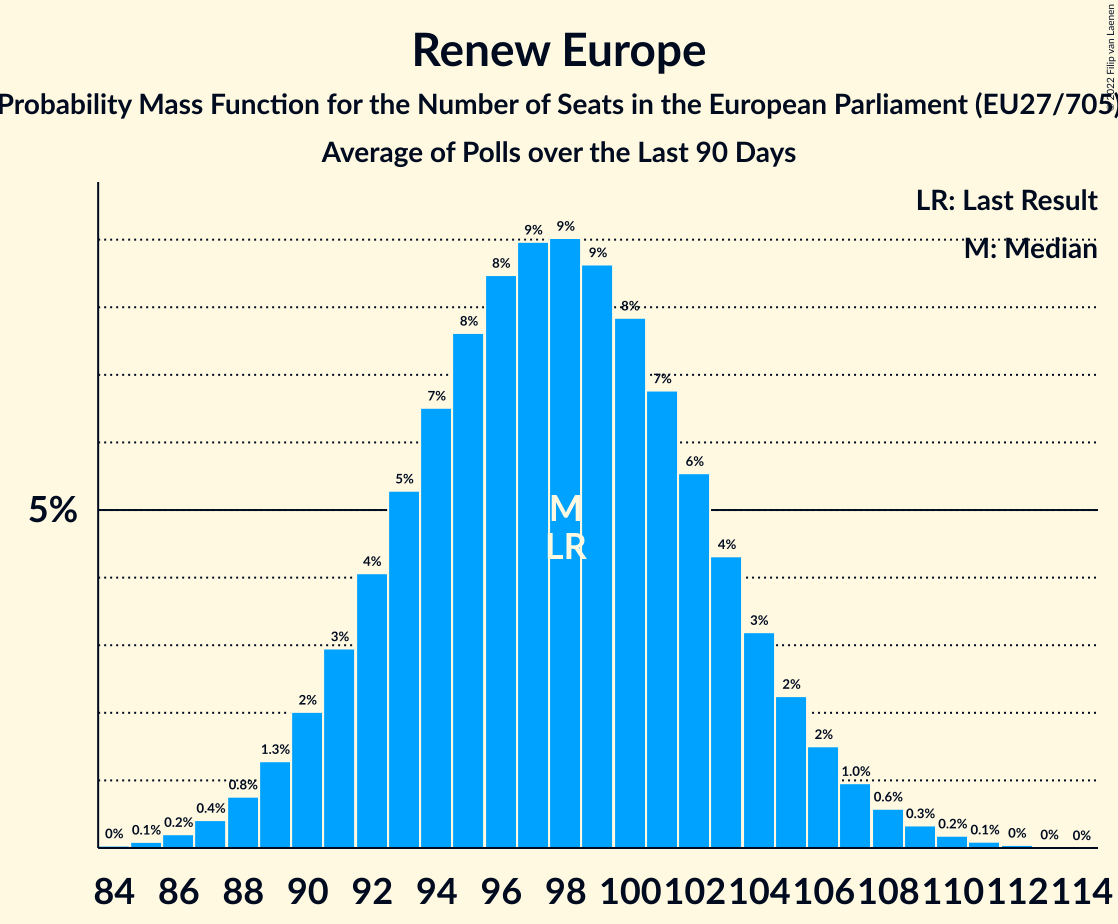 Renew Europe
Probability Mass Function for the Number of Seats in the European Parliament (EU27/705)
Average of Polls over the Last 90 Days
© 2022 Filip van Laenen
LR: Last Result
M: Median
5%
0% 0.1% 0.2% 0.4% 0.8% 1.3% 2% 3% 4% 5% 7% 8% 8% 9% 9% 9% 8% 7% 6% 4% 3% 2% 2% 1.0% 0.6% 0.3% 0.2% 0.1% 0% 0% 0%
M
LR
84 86 88 90 92 94 96 98 100 102 104 106 108 110 112 114